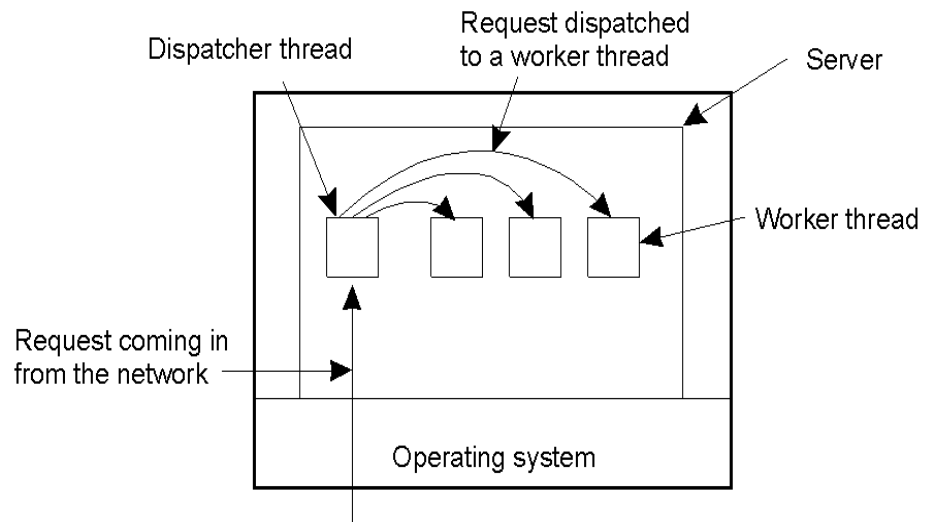 Request dispatched
to a worker thread
Dispatcher thread
Server
Worker thread
Request coming in
from the network
Operating system